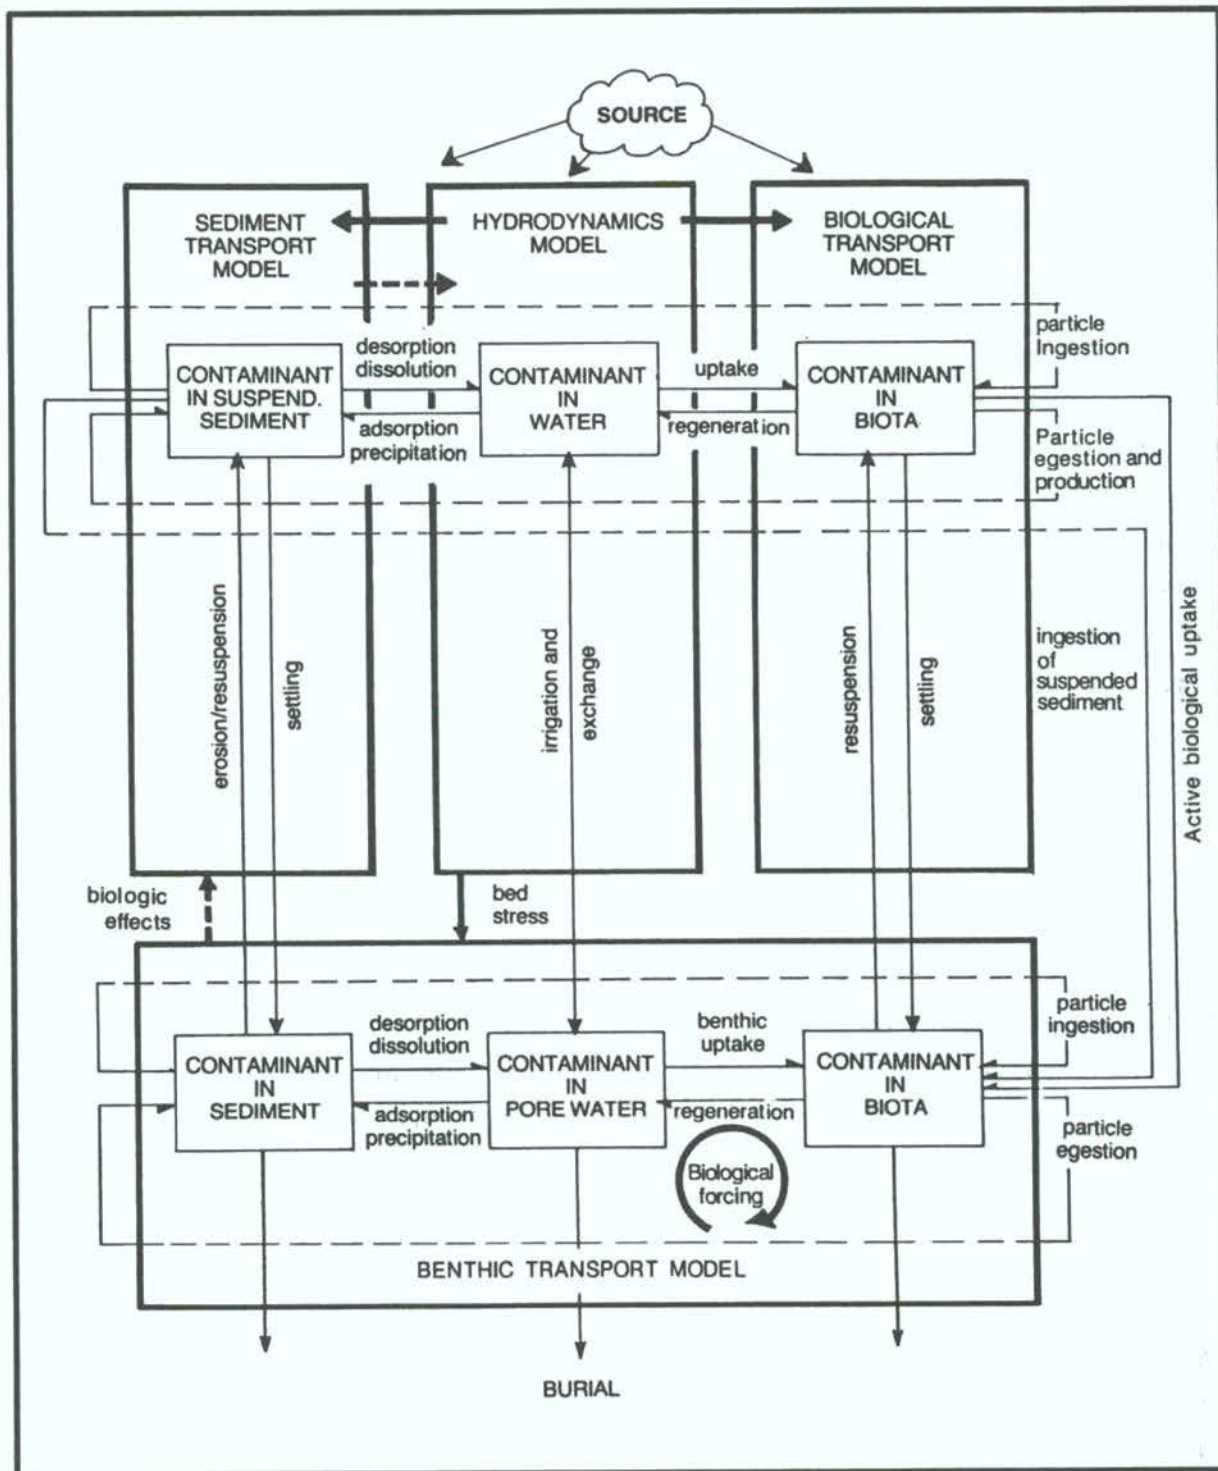 SOURCE
SEDIMENT
TRANSPORT
MODEL
HYDRODYNAMICS
MODEL
BIOLOGICAL
TRANSPORT
MODEL
particle
Ingestion
desorption
dissolution
uptake
CONTAMINANT
IN SUSPEND.
SEDIMENT
CONTAMINANT
IN
WATER
CONTAMINANT
IN
BIOTA
adsorption
precipitation
regeneration
Particle
egestion and
production
erosion/resuspension
settling
irrigation and
exchange
resuspension
settling
ingestion
of
suspended
sediment
Active biological uptake
biologic
effects
bed
stress
particle
ingestion
desorption
dissolution
benthic
uptake
CONTAMINANT
IN
SEDIMENT
CONTAMINANT
IN
PORE WATER
CONTAMINANT
IN
BIOTA
adsorption
precipitation
regeneration
particle
egestion
Biological
forcing
BENTHIC TRANSPORT MODEL
BURIAL